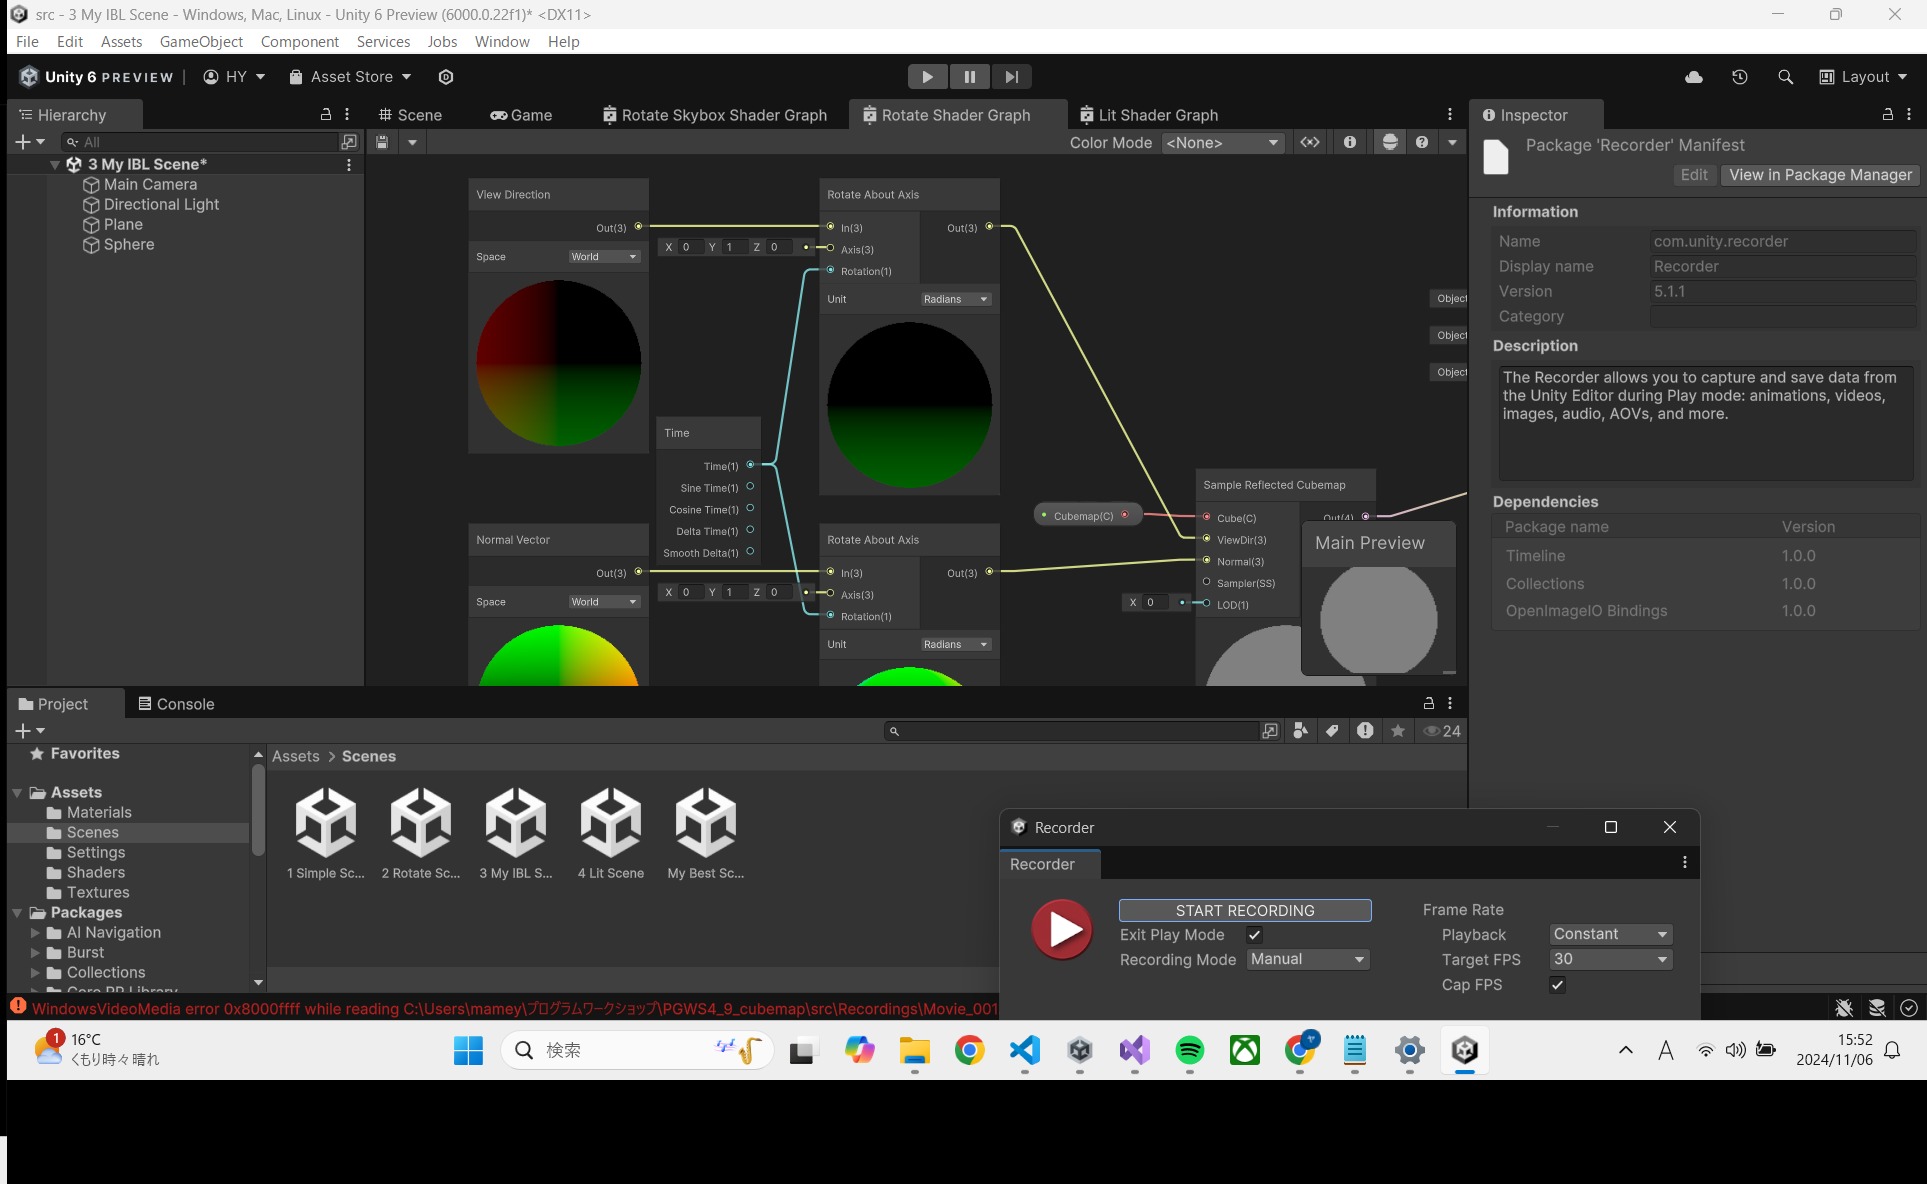 src - 3 My IBL Scene - Windows, Mac, Linux - Unity 6 Preview (6000.0.22f1)* <DX11>
File Edit Assets GameObject Component Services Jobs Window Help
Unity 6 PREVIEW HY Asset Store Layout
Hierarchy
All
3 My IBL Scene*
Main Camera
Directional Light
Plane
Sphere
Scene Game Rotate Skybox Shader Graph Rotate Shader Graph Lit Shader Graph
Color Mode <None>
View Direction
Out(3)
Space World
X 0 Y 1 Z 0
Rotate About Axis
In(3) Out(3)
Axis(3)
Rotation(1)
Unit Radians
Time
Time(1)
Sine Time(1)
Cosine Time(1)
Delta Time(1)
Smooth Delta(1)
Normal Vector
Out(3)
Space World
X 0 Y 1 Z 0
Rotate About Axis
In(3) Out(3)
Axis(3)
Rotation(1)
Unit Radians
Cubemap(C)
X 0
Sample Reflected Cubemap
Cube(C) Out(4)
ViewDir(3)
Normal(3)
Sampler(SS)
LOD(1)
Main Preview
Object
Object
Object
Inspector
Package 'Recorder' Manifest
Edit View in Package Manager
Information
Name com.unity.recorder
Display name Recorder
Version 5.1.1
Category
Description
The Recorder allows you to capture and save data from
the Unity Editor during Play mode: animations, videos,
images, audio, AOVs, and more.
Dependencies
Package name Version
Timeline 1.0.0
Collections 1.0.0
OpenImageIO Bindings 1.0.0
Project Console
24
Favorites
Assets
Materials
Scenes
Settings
Shaders
Textures
Packages
AI Navigation
Burst
Collections
Core RP Library
Assets > Scenes
1 Simple Sc... 2 Rotate Sc... 3 My IBL S... 4 Lit Scene My Best Sc...
Recorder
Recorder
START RECORDING
Exit Play Mode
Recording Mode Manual
Frame Rate
Playback Constant
Target FPS 30
Cap FPS
WindowsVideoMedia error 0x8000ffff while reading C:\Users\mamey\プログラムワークショップ\PGWS4_9_cubemap\src\Recordings\Movie_001
1
16°C
くもり時々晴れ
検索
A
15:52
2024/11/06